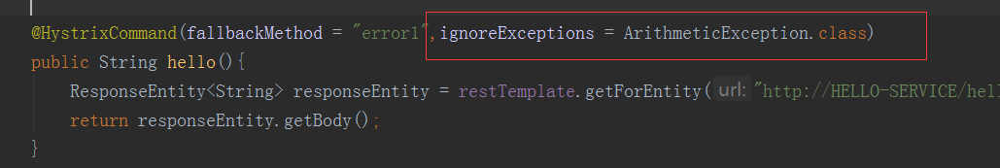 @HystrixCommand(fallbackMethod = "error1",ignoreExceptions = ArithmeticException.class)
public String hello(){
ResponseEntity<String> responseEntity = restTemplate.getForEntity( url: "http://HELLO-SERVICE/hel
return responseEntity.getBody();
}